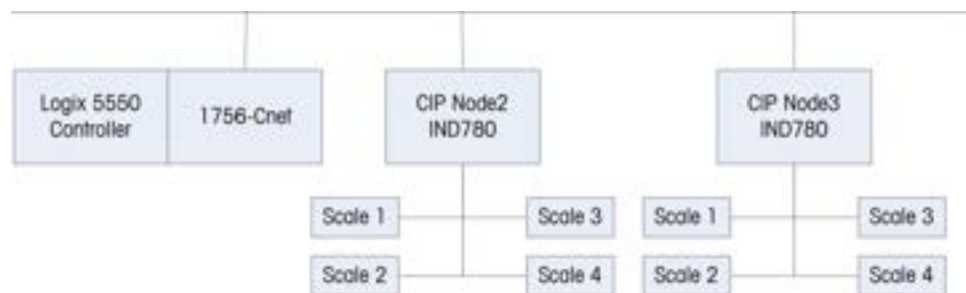 Logix 5550
Controller
1756-Cnet
CIP Node2
IND780
CIP Node3
IND780
Scale 1
Scale 3
Scale 1
Scale 3
Scale 2
Scale 4
Scale 2
Scale 4